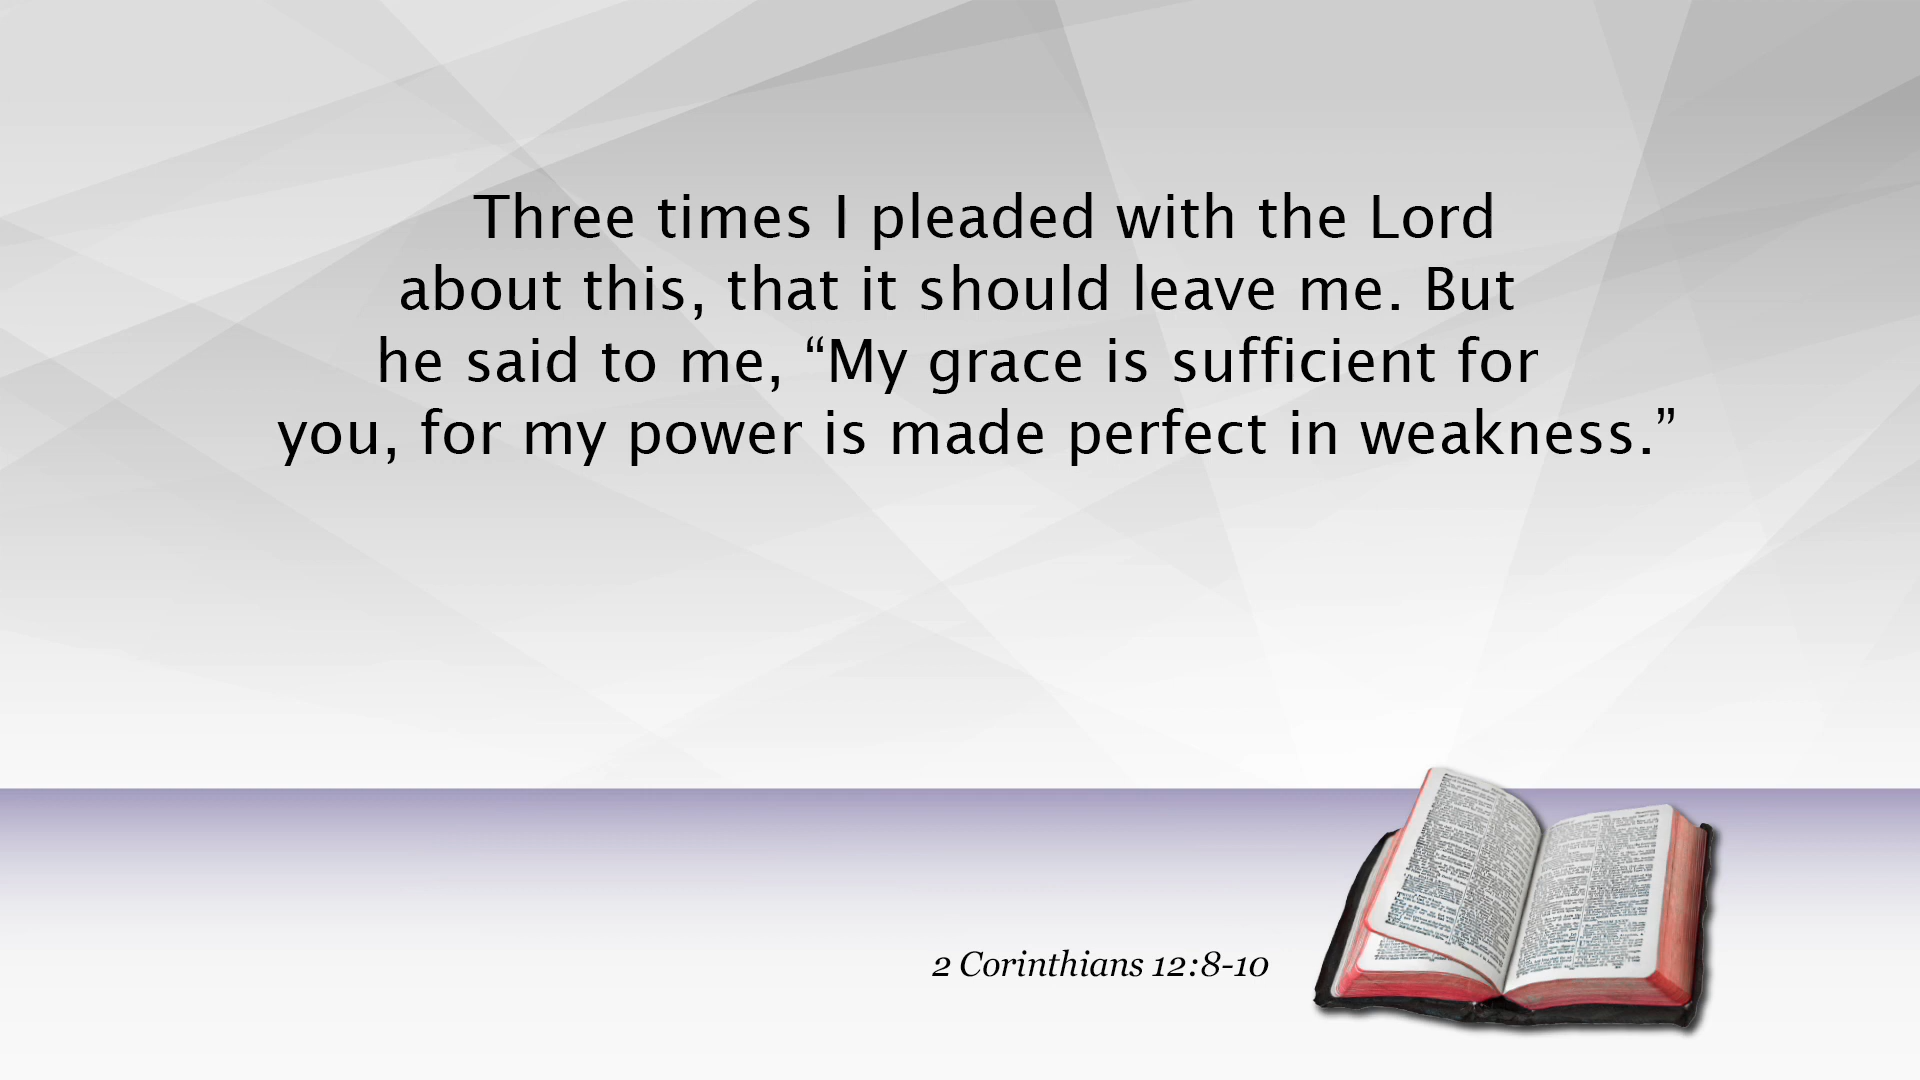 Three times I pleaded with the Lord
about this, that it should leave me. But
he said to me, “My grace is sufficient for
you, for my power is made perfect in weakness.”
2 Corinthians 12:8-10